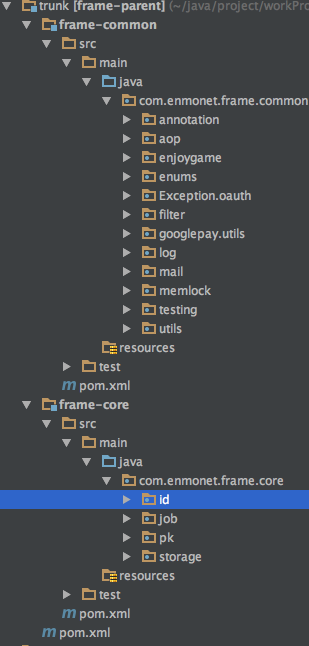 trunk [frame-parent] (~/java/project/workPro
frame-common
src
main
java
com.enmonet.frame.common
annotation
aop
enjoygame
enums
Exception.oauth
filter
googlepay.utils
log
mail
memlock
testing
utils
resources
test
pom.xml
frame-core
src
main
java
com.enmonet.frame.core
id
job
pk
storage
resources
test
pom.xml
pom.xml